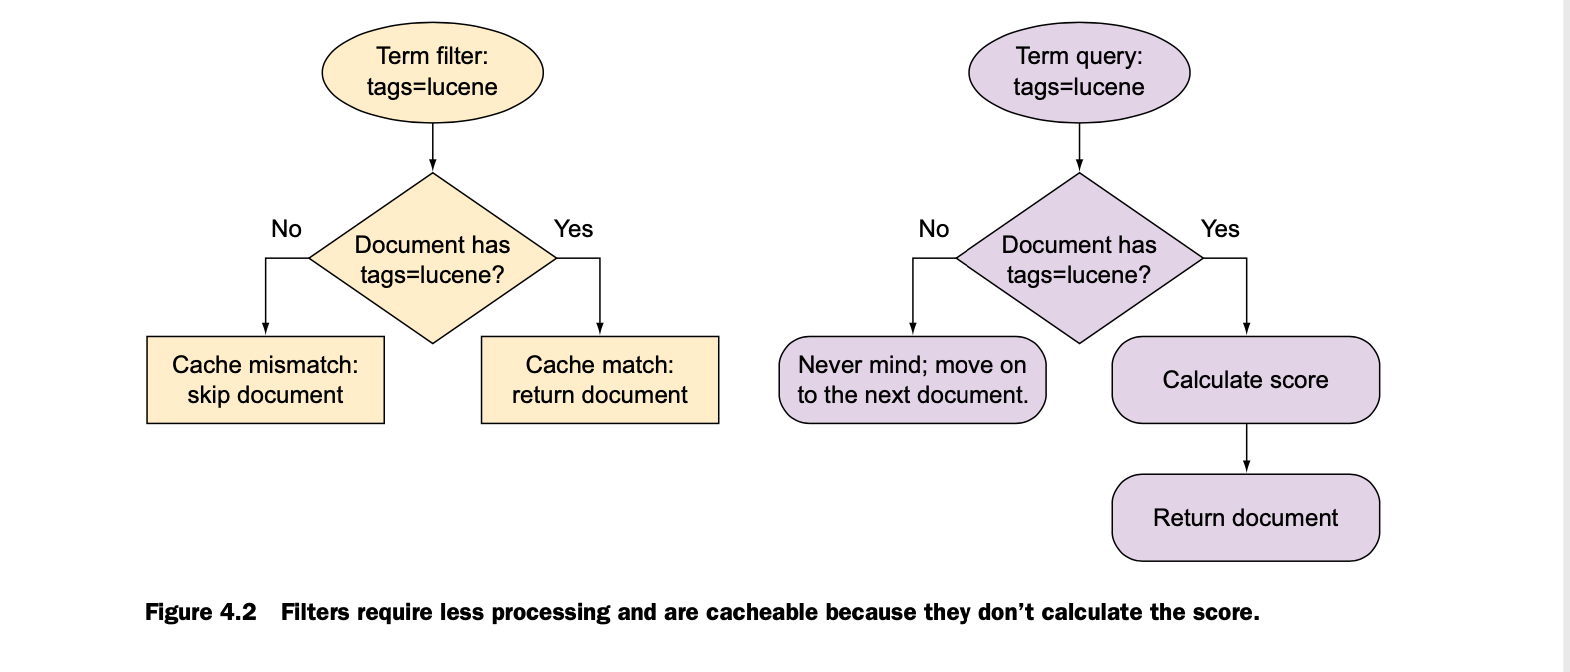 Term filter:
tags=lucene
No
Yes
Document has
tags=lucene?
Cache mismatch:
skip document
Cache match:
return document
Term query:
tags=lucene
No
Yes
Document has
tags=lucene?
Never mind; move on
to the next document.
Calculate score
Return document
Figure 4.2 Filters require less processing and are cacheable because they don’t calculate the score.